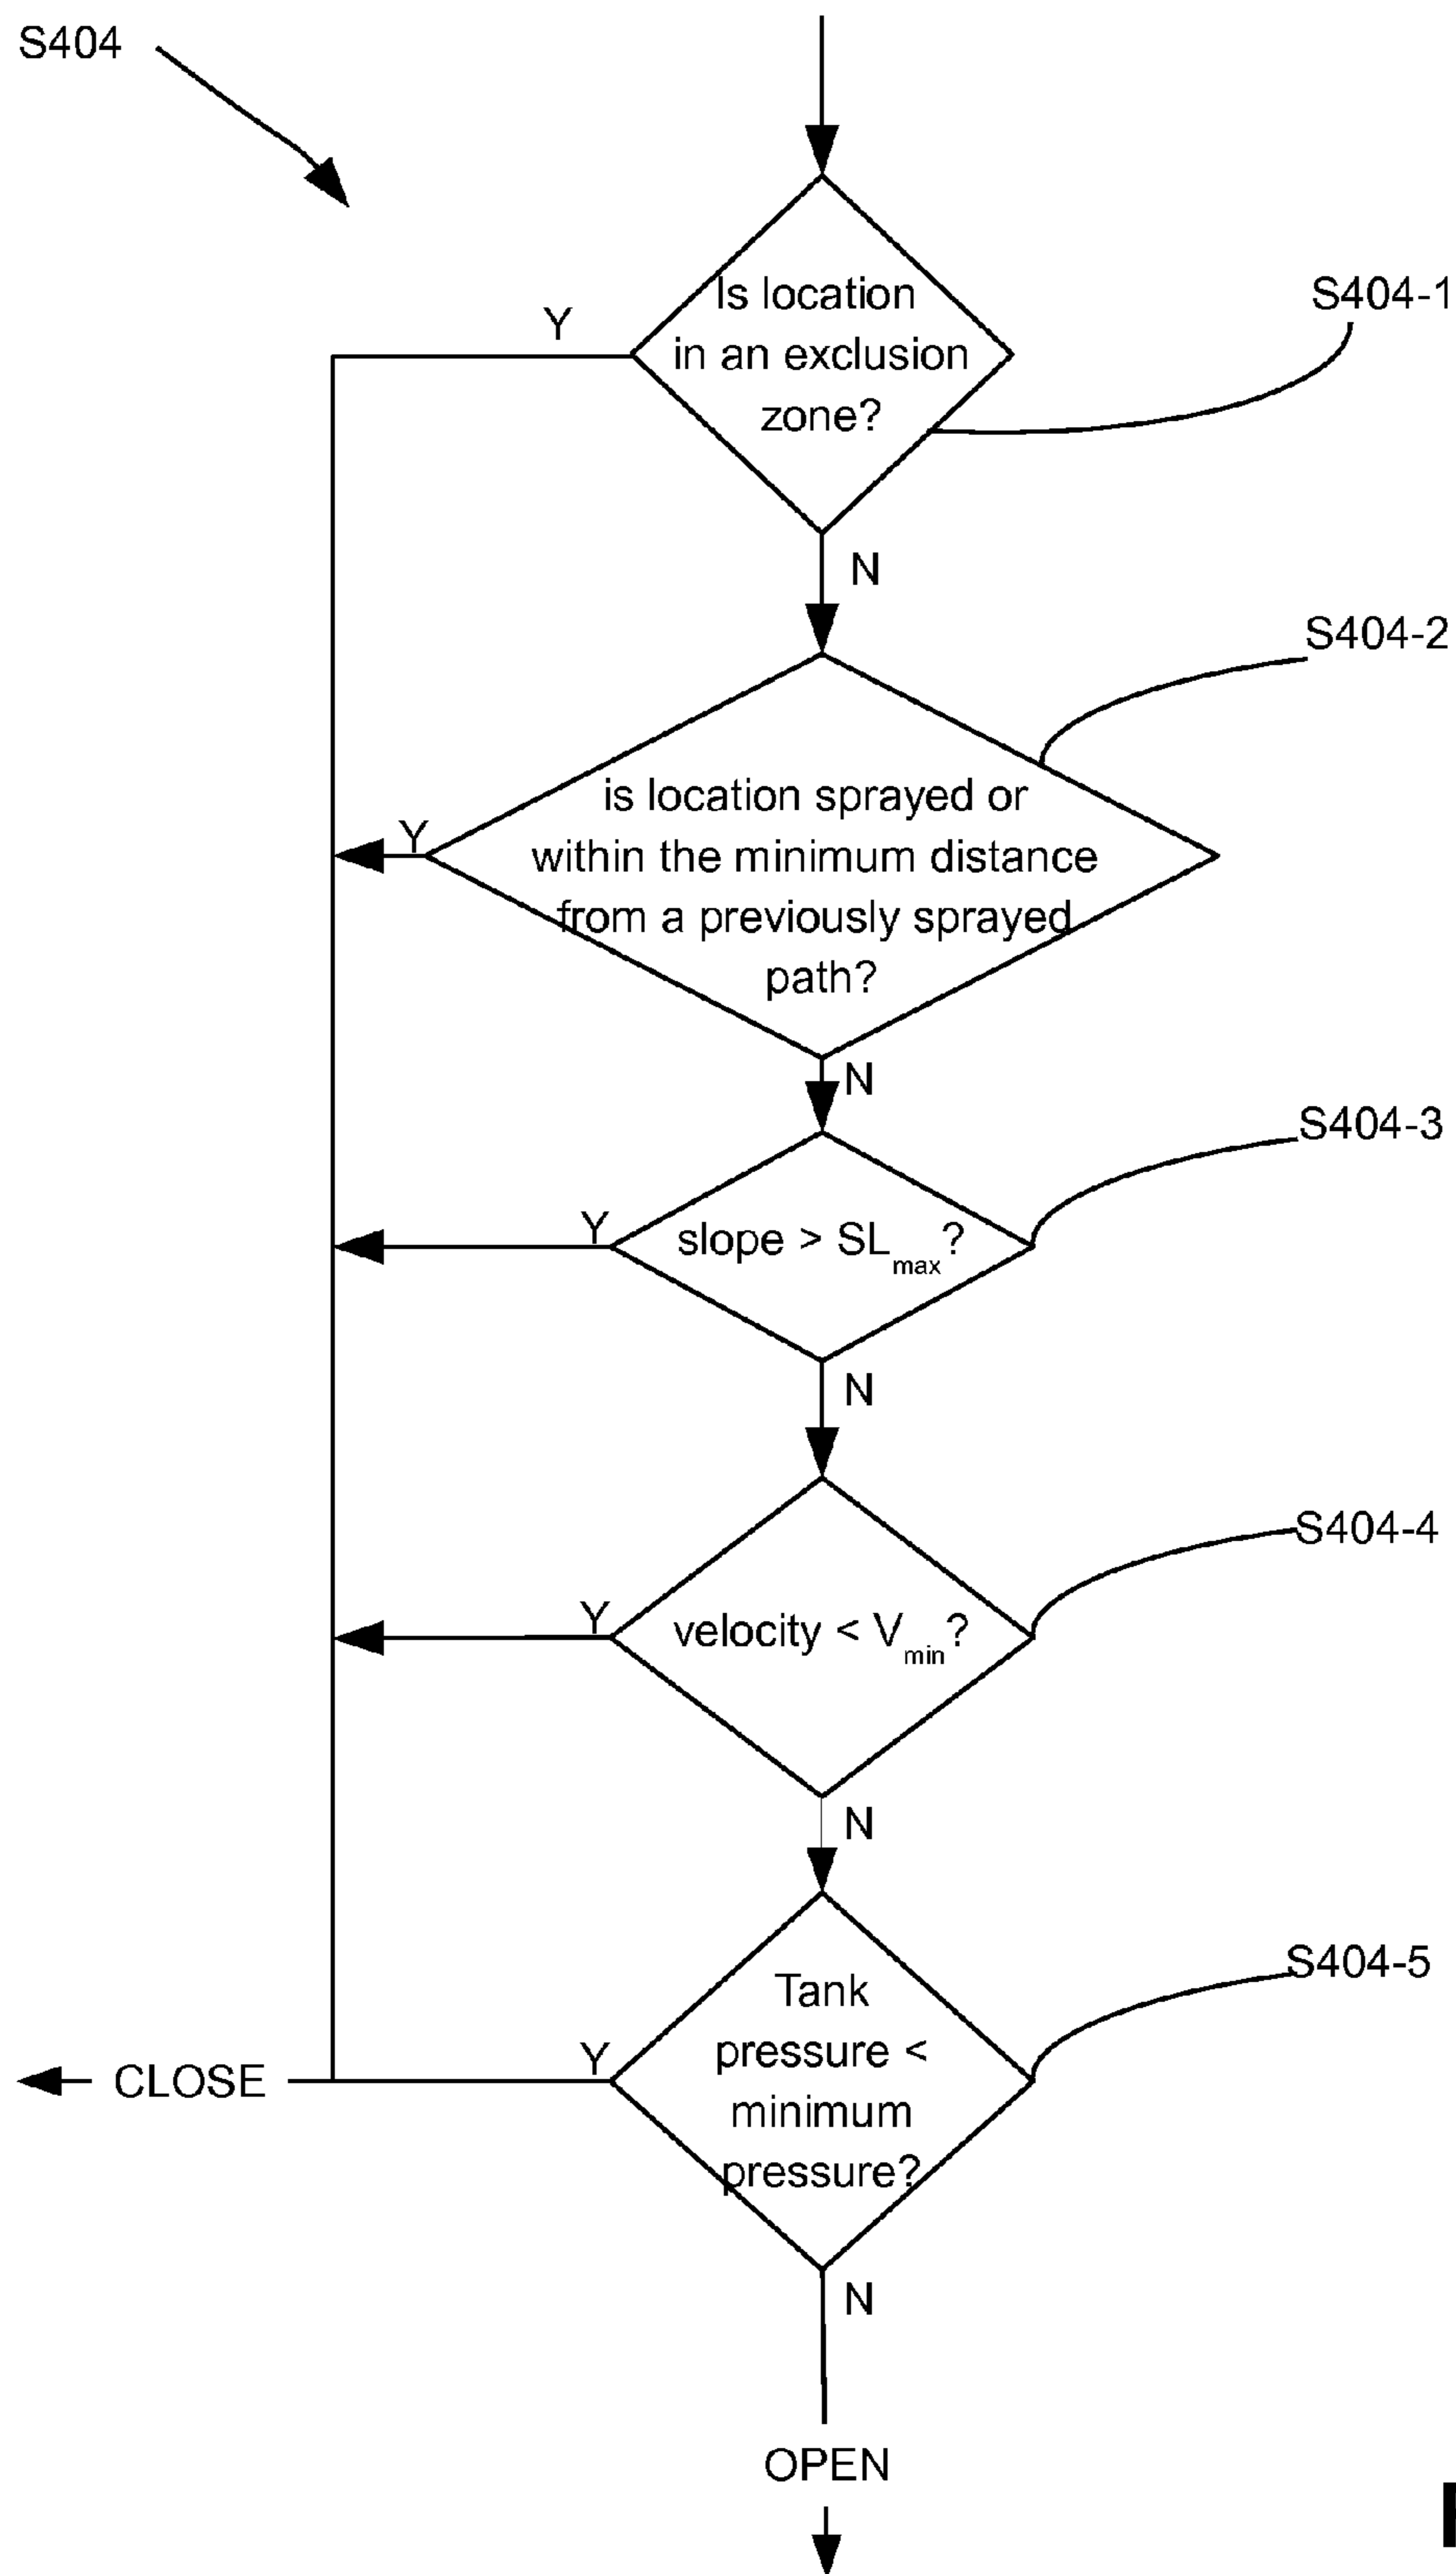 S404
Is location
in an exclusion
zone?
S404-1
Y
N
S404-2
is location sprayed or
within the minimum distance
from a previously sprayed
path?
Y
N
S404-3
slope > SLmax?
Y
N
S404-4
velocity < Vmin?
Y
N
S404-5
Tank
pressure <
minimum
pressure?
Y
CLOSE
N
OPEN